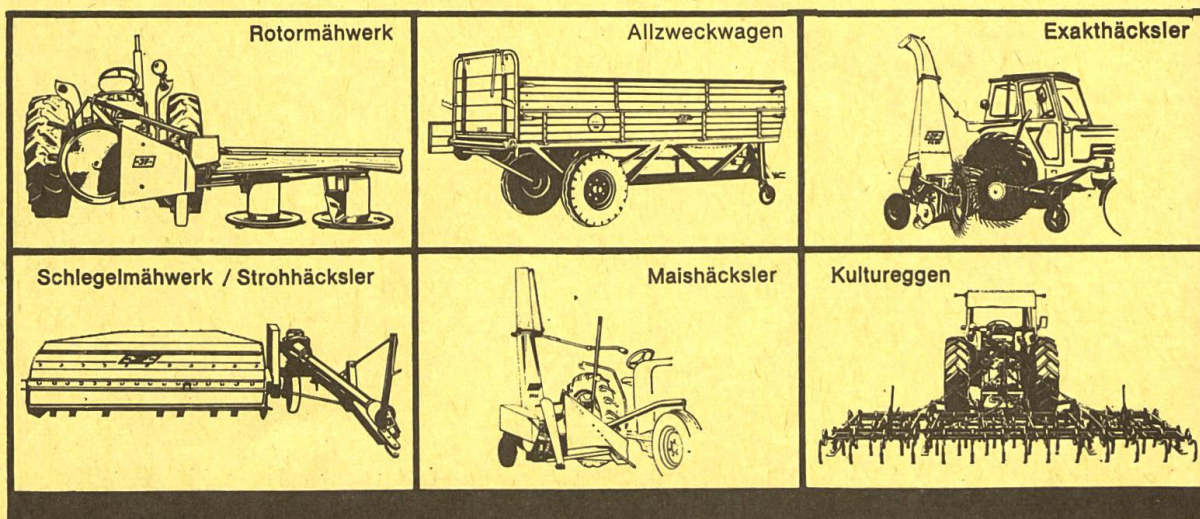 Rotormähwerk
Allzweckwagen
Exakthäcksler
Schlegelmähwerk / Strohhäcksler
Maishäcksler
Kultureggen